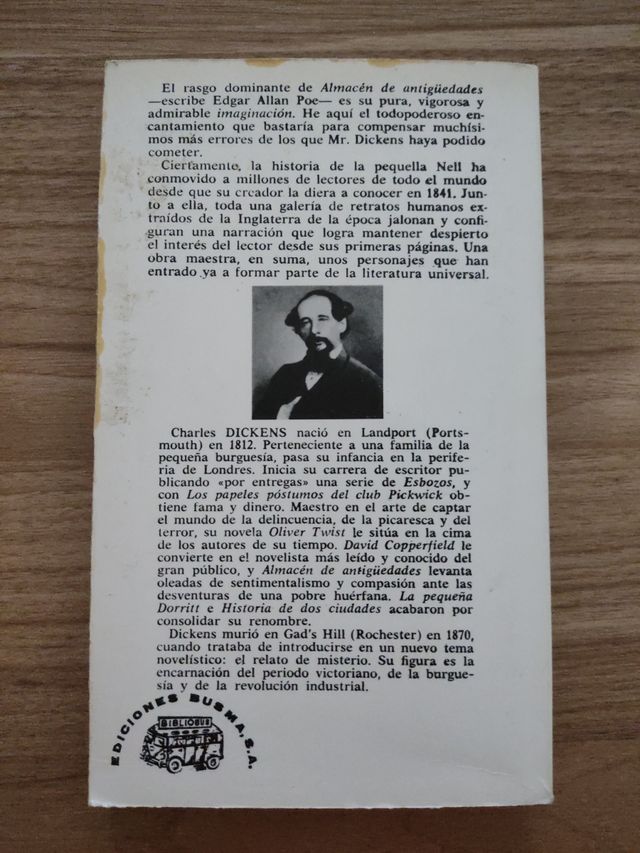 El rasgo dominante de Almacén de antigüedades
—escribe Edgar Allan Poe— es su pura, vigorosa y
admirable imaginación. He aquí el todopoderoso en-
cantamiento que bastaría para compensar muchísi-
mos más errores de los que Mr. Dickens haya podido
cometer.
Ciertamente, la historia de la pequella Nell ha
conmovido a millones de lectores de todo el mundo
desde que su creador la diera a conocer en 1841. Jun-
to a ella, toda una galería de retratos humanos ex-
traídos de la Inglaterra de la época jalonan y confi-
guran una narración que logra mantener despierto
el interés del lector desde sus primeras páginas. Una
obra maestra, en suma, unos personajes que han
entrado ya a formar parte de la literatura universal.
Charles DICKENS nació en Landport (Ports-
mouth) en 1812. Perteneciente a una familia de la
pequeña burguesía, pasa su infancia en la perife-
ria de Londres. Inicia su carrera de escritor pu-
blicando «por entregas» una serie de Esbozos, y
con Los papeles póstumos del club Pickwick ob-
tiene fama y dinero. Maestro en el arte de captar
el mundo de la delincuencia, de la picaresca y del
terror, su novela Oliver Twist le sitúa en la cima
de los autores de su tiempo. David Copperfield le
convierte en el novelista más leído y conocido del
gran público, y Almacén de antigüedades levanta
oleadas de sentimentalismo y compasión ante las
desventuras de una pobre huérfana. La pequeña
Dorritt e Historia de dos ciudades acabaron por
consolidar su renombre.
Dickens murió en Gad's Hill (Rochester) en 1870,
cuando trataba de introducirse en un nuevo tema
novelístico: el relato de misterio. Su figura es la
encarnación del periodo victoriano, de la burgue-
sía y de la revolución industrial.
EDICIONES BUSMA, S.A.
BIBLIOBUS